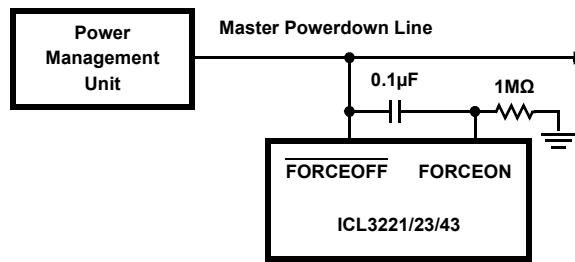 Power
Management
Unit
Master Powerdown Line
0.1µF
1MΩ
FORCEOFF FORCEON
ICL3221/23/43